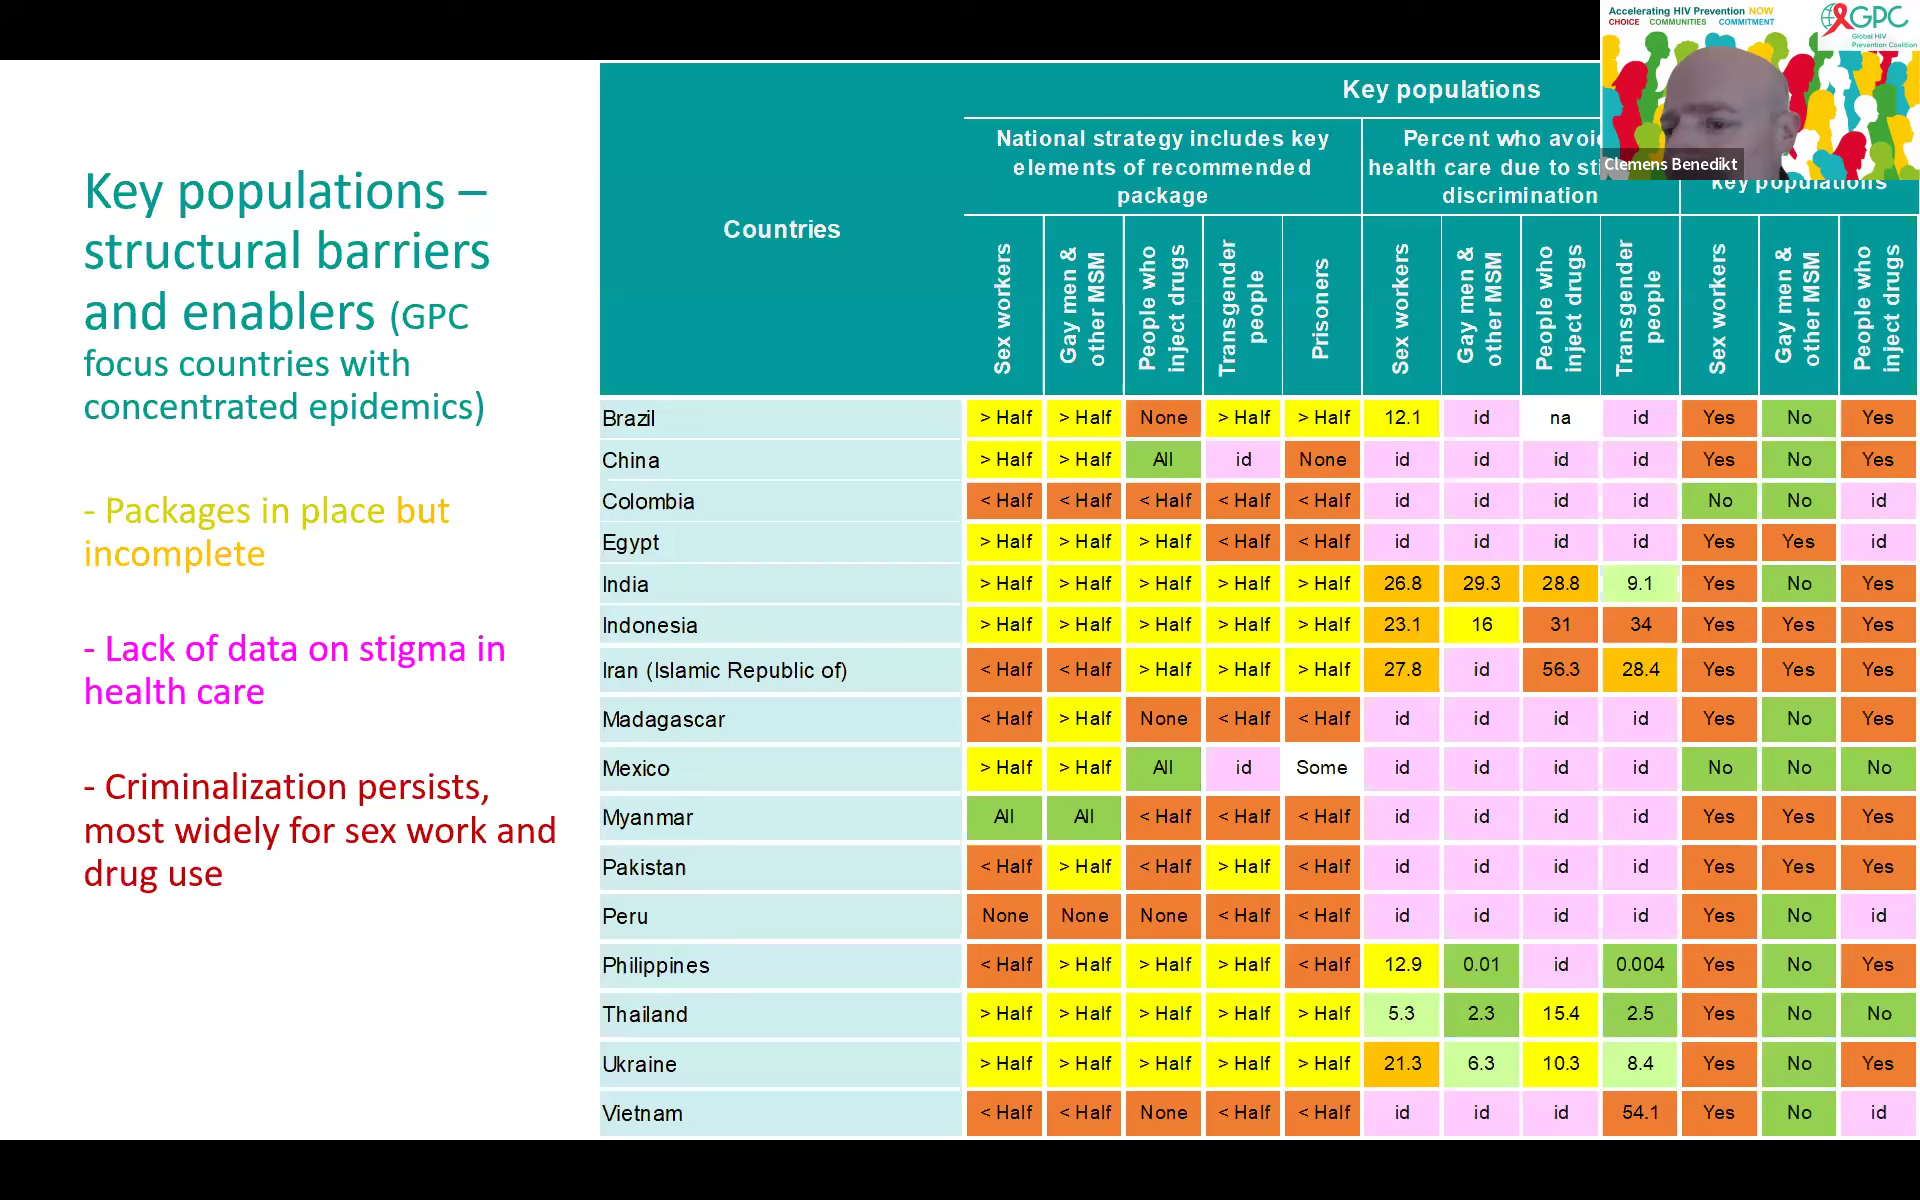 Accelerating HIV Prevention NOW
CHOICE COMMUNITIES COMMITMENT
GPC
Global HIV
Prevention Coalition
Clemens Benedikt
Key populations –
structural barriers
and enablers (GPC
focus countries with
concentrated epidemics)
- Packages in place but
incomplete
- Lack of data on stigma in
health care
- Criminalization persists,
most widely for sex work and
drug use
Key populations
Countries
National strategy includes key
elements of recommended
package
Percent who
health care due to
discrimination
key populations
Sex workers
Gay men &
other MSM
People who
inject drugs
Transgender
people
Prisoners
Sex workers
Gay men &
other MSM
People who
inject drugs
Transgender
people
Sex workers
Gay men &
other MSM
People who
inject drugs
Brazil > Half > Half None > Half > Half 12.1 id na id Yes No Yes
China > Half > Half All id None id id id id Yes No Yes
Colombia < Half < Half < Half < Half < Half id id id id No No id
Egypt > Half > Half > Half < Half < Half id id id id Yes Yes id
India > Half > Half > Half > Half > Half 26.8 29.3 28.8 9.1 Yes No Yes
Indonesia > Half > Half > Half > Half > Half 23.1 16 31 34 Yes Yes Yes
Iran (Islamic Republic of) < Half < Half > Half > Half > Half 27.8 id 56.3 28.4 Yes Yes Yes
Madagascar < Half > Half None < Half < Half id id id id Yes No Yes
Mexico > Half > Half All id Some id id id id No No No
Myanmar All All < Half < Half < Half id id id id Yes Yes Yes
Pakistan < Half > Half < Half > Half < Half id id id id Yes Yes Yes
Peru None None None < Half < Half id id id id Yes No id
Philippines < Half > Half > Half > Half < Half 12.9 0.01 id 0.004 Yes No Yes
Thailand > Half > Half > Half > Half > Half 5.3 2.3 15.4 2.5 Yes No No
Ukraine > Half > Half > Half > Half > Half 21.3 6.3 10.3 8.4 Yes No Yes
Vietnam < Half < Half None < Half < Half id id id 54.1 Yes No id